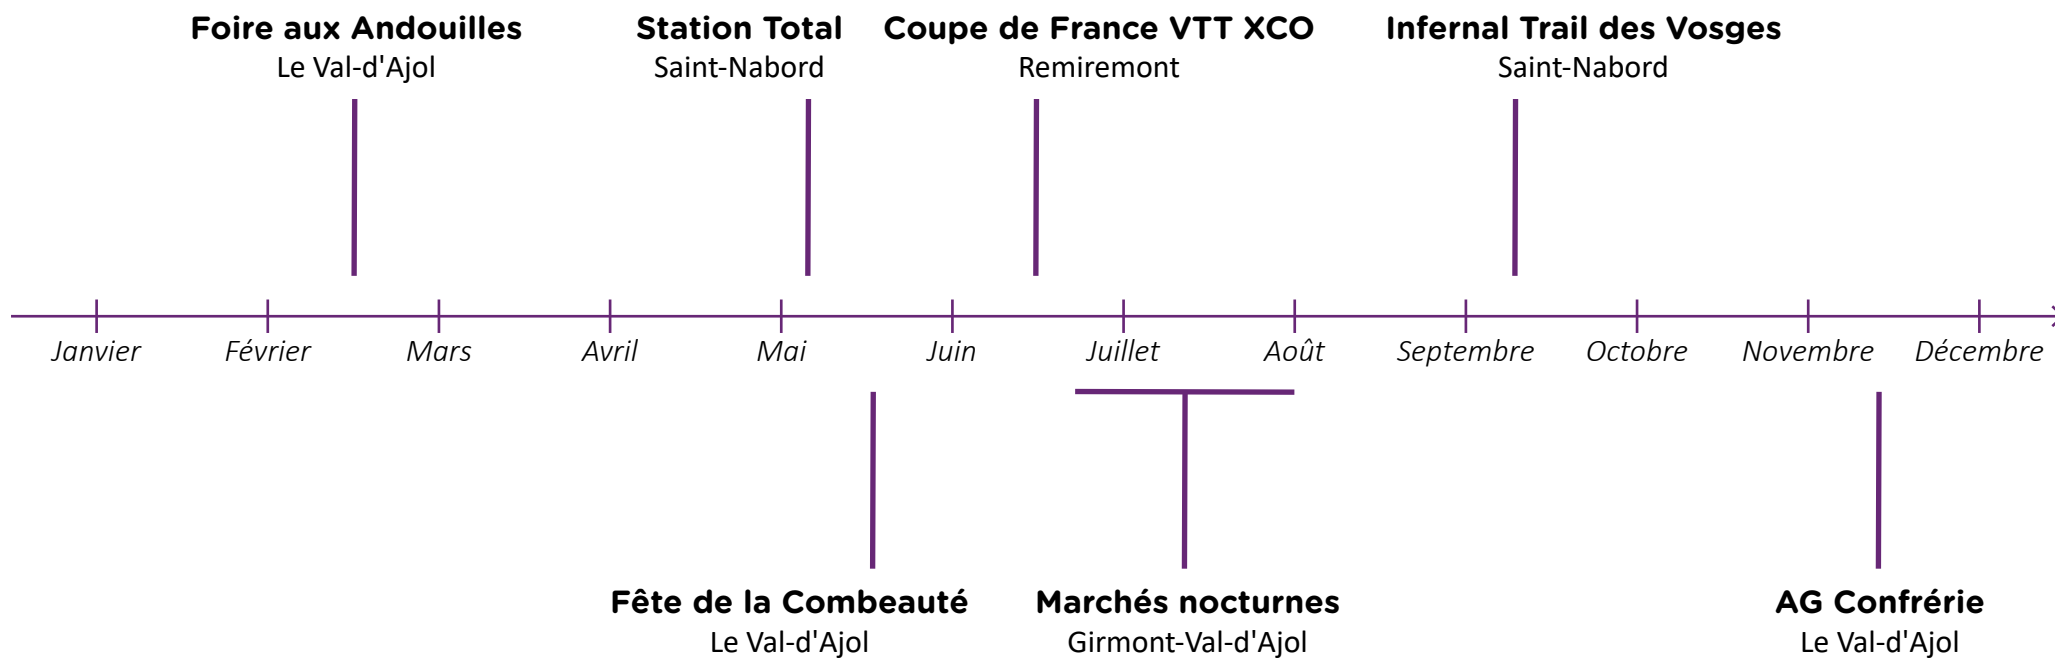 Foire aux Andouilles
Le Val-d'Ajol
Station Total
Saint-Nabord
Coupe de France VTT XCO
Remiremont
Infernal Trail des Vosges
Saint-Nabord
Janvier
Février
Mars
Avril
Mai
Juin
Juillet
Août
Septembre
Octobre
Novembre
Décembre
Fête de la Combeauté
Le Val-d'Ajol
Marchés nocturnes
Girmont-Val-d'Ajol
AG Confrérie
Le Val-d'Ajol